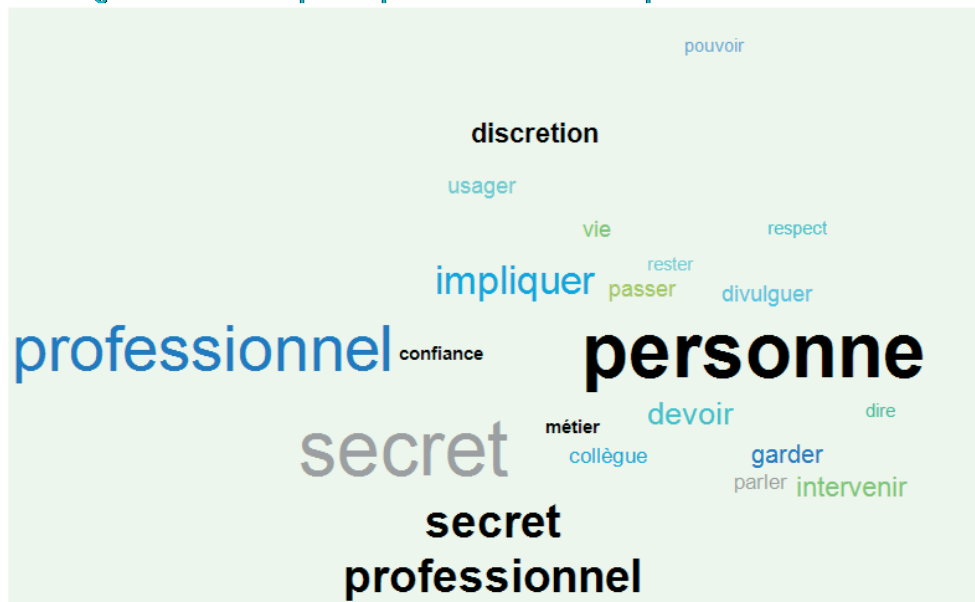 pouvoir
discretion
usager
vie
respect
rester
impliquer
passer
divulguer
professionnel
confiance
personne
devoir
dire
métier
secret
collègue
garder
parler
intervenir
secret
professionnel